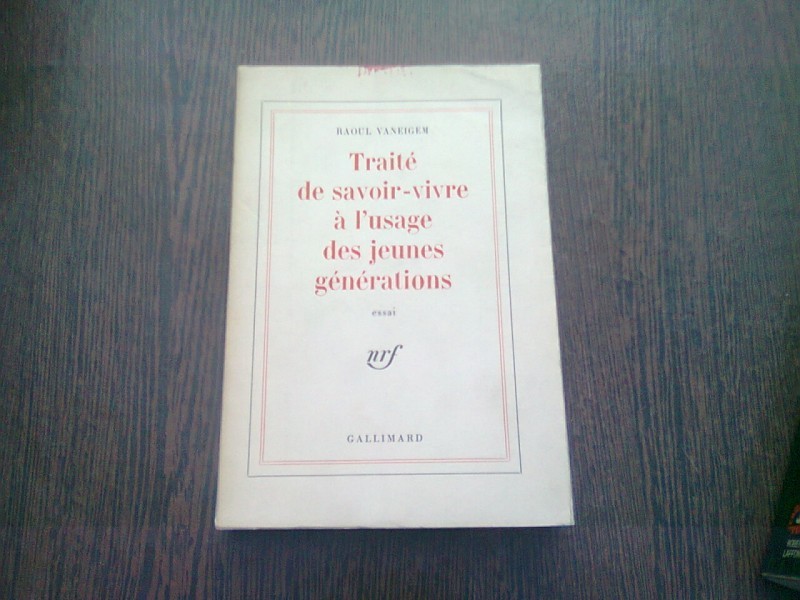 RAOUL VANEIGEM
Traité
de savoir-vivre
à l'usage
des jeunes
générations
essai
nrf
GALLIMARD